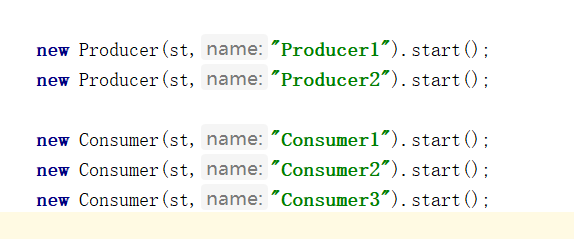 new Producer(st, name: "Producer1").start();
new Producer(st, name: "Producer2").start();
new Consumer(st, name: "Consumer1").start();
new Consumer(st, name: "Consumer2").start();
new Consumer(st, name: "Consumer3").start();